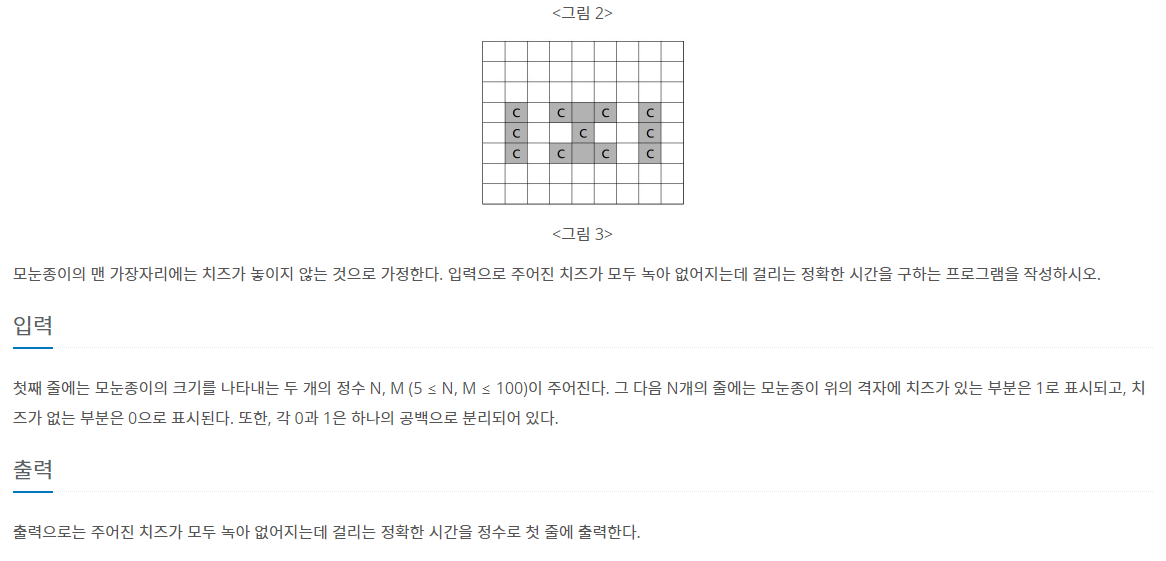 <그림 2>
C C C C
C C C
C C C C
<그림 3>
모눈종이의 맨 가장자리에는 치즈가 놓이지 않는 것으로 가정한다. 입력으로 주어진 치즈가 모두 녹아 없어지는데 걸리는 정확한 시간을 구하는 프로그램을 작성하시오.
입력
첫째 줄에는 모눈종이의 크기를 나타내는 두 개의 정수 N, M (5 ≤ N, M ≤ 100)이 주어진다. 그 다음 N개의 줄에는 모눈종이 위의 격자에 치즈가 있는 부분은 1로 표시되고, 치
즈가 없는 부분은 0으로 표시된다. 또한, 각 0과 1은 하나의 공백으로 분리되어 있다.
출력
출력으로는 주어진 치즈가 모두 녹아 없어지는데 걸리는 정확한 시간을 정수로 첫 줄에 출력한다.